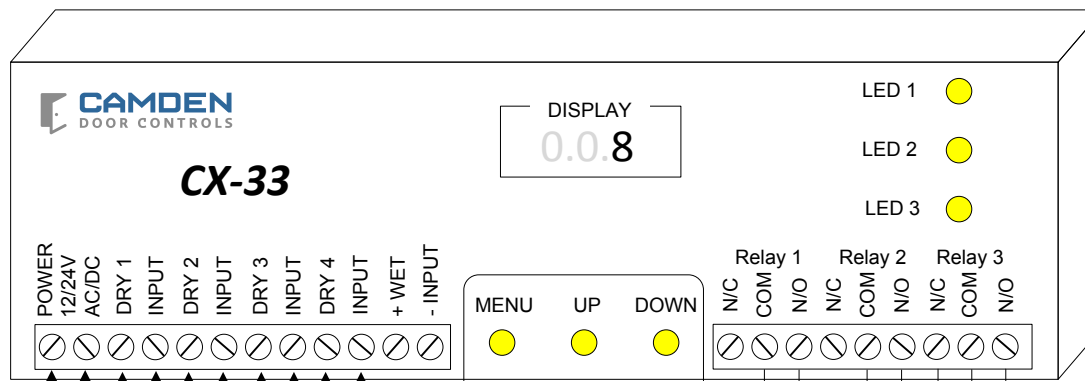 CAMDEN
DOOR CONTROLS
CX-33
DISPLAY
0.0.8
LED 1
LED 2
LED 3
POWER
12/24V
AC/DC
DRY 1
INPUT
DRY 2
INPUT
DRY 3
INPUT
DRY 4
INPUT
+ WET
- INPUT
MENU UP DOWN
Relay 1 Relay 2 Relay 3
N/C COM N/O N/C COM N/O N/C COM N/O